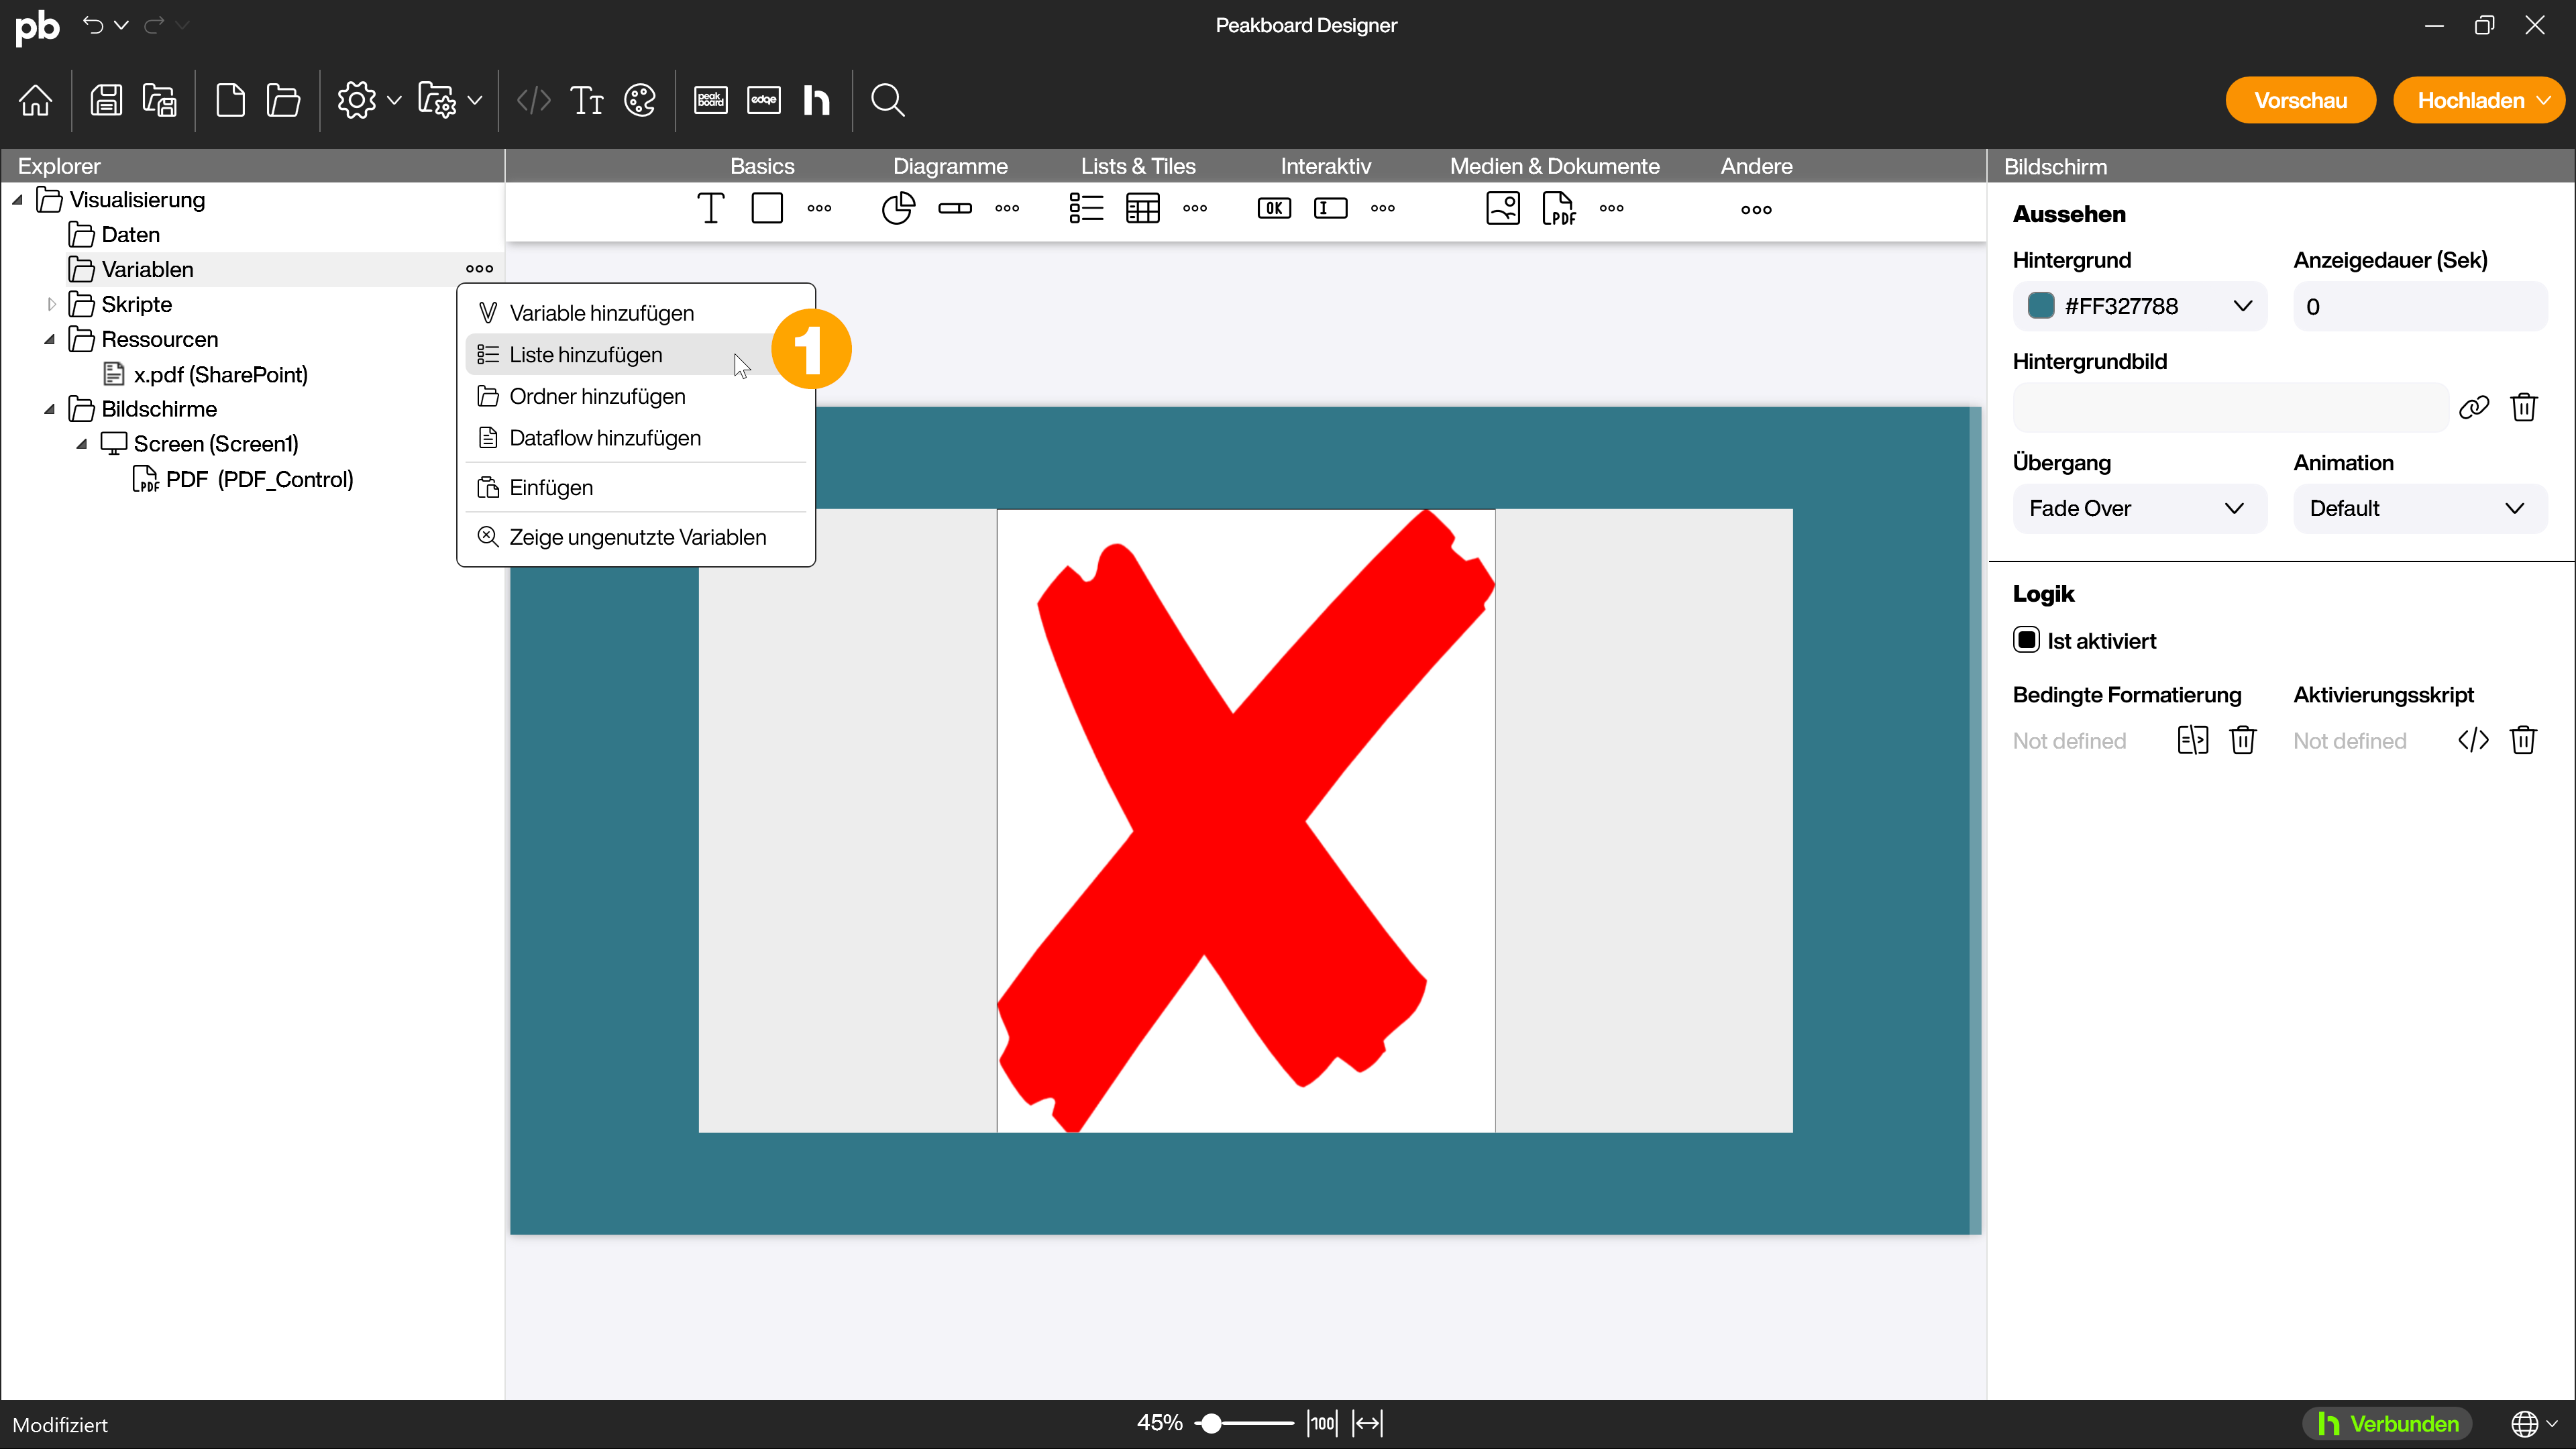 pb
Peakboard Designer
peak board
edge
h
Vorschau
Hochladen
Explorer
Basics
Diagramme
Lists & Tiles
Interaktiv
Medien & Dokumente
Andere
Bildschirm
Visualisierung
Daten
Variablen
Skripte
Ressourcen
x.pdf (SharePoint)
Bildschirme
Screen (Screen1)
PDF (PDF_Control)
T
OK
I
PDF
Variable hinzufügen
Liste hinzufügen
1
Ordner hinzufügen
Dataflow hinzufügen
Einfügen
Zeige ungenutzte Variablen
Aussehen
Hintergrund
Anzeigedauer (Sek)
#FF327788
0
Hintergrundbild
Übergang
Animation
Fade Over
Default
Logik
Ist aktiviert
Bedingte Formatierung
Aktivierungsskript
Not defined
Not defined
Modifiziert
45%
100
Verbunden